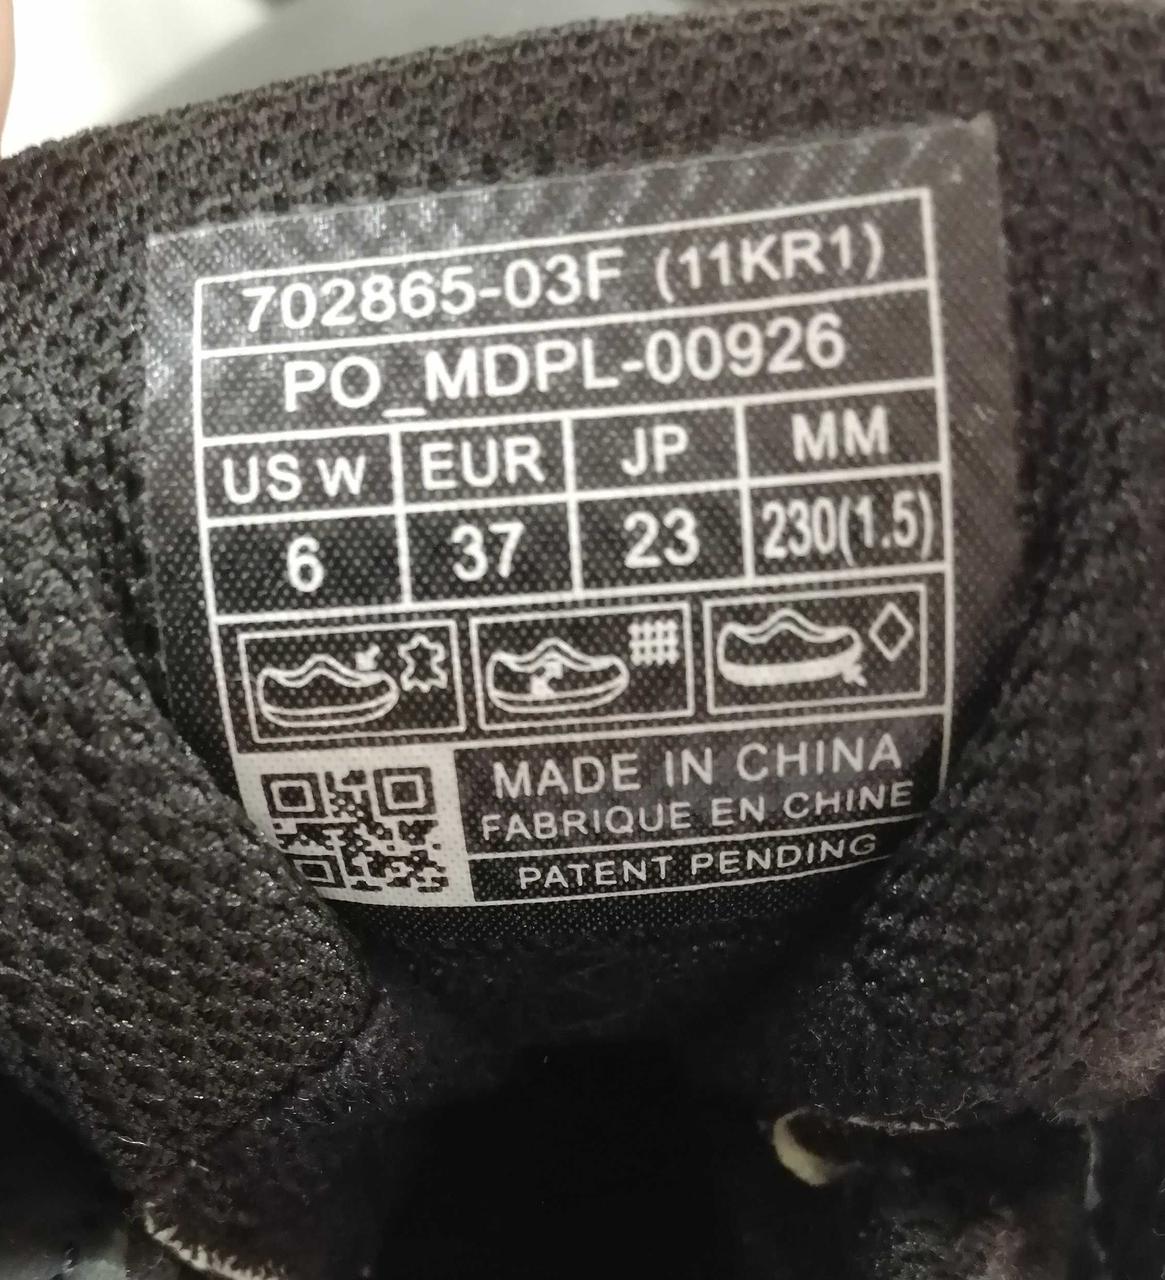 702865-03F (11KR1)
PO_MDPL-00926
US W EUR JP MM
6 37 23 230(1.5)
MADE IN CHINA
FABRIQUE EN CHINE
PATENT PENDING